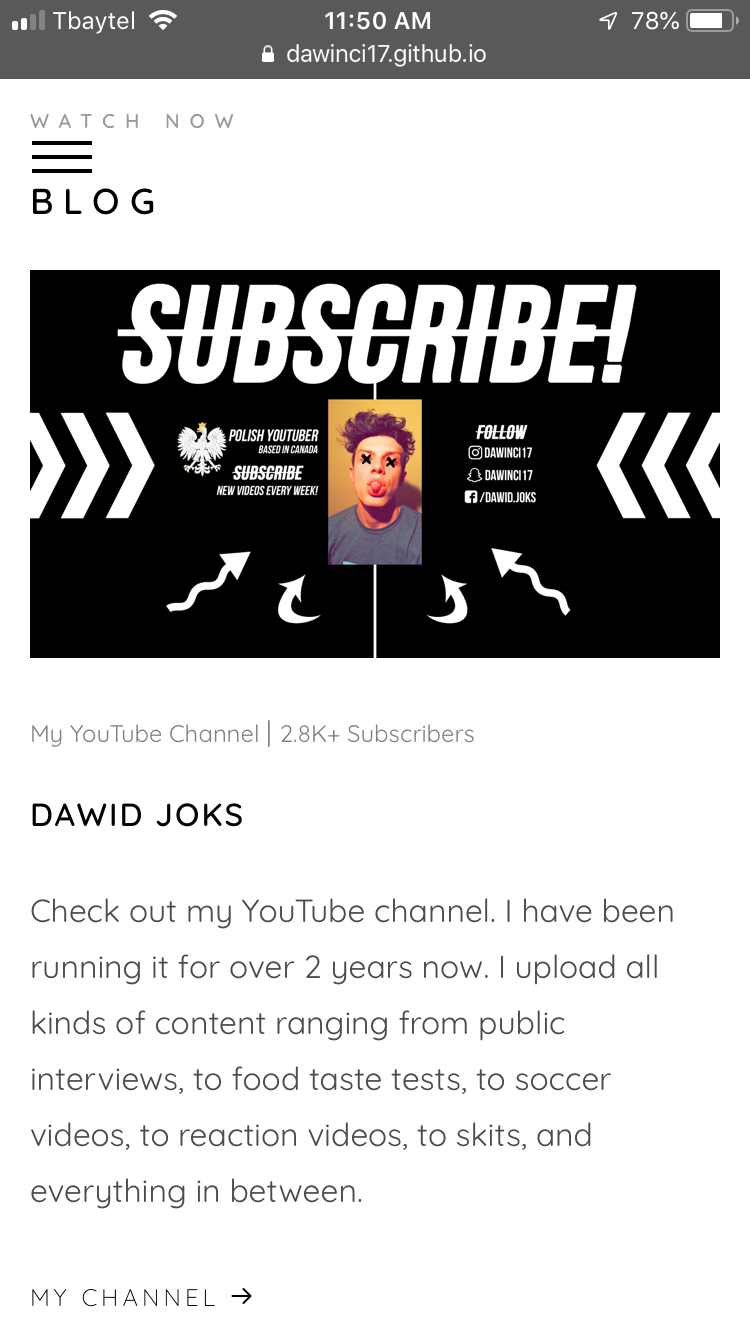 Tbaytel 11:50 AM 78%
dawinci17.github.io
WATCH NOW
BLOG
SUBSCRIBE!
POLISH YOUTUBER
BASED IN CANADA
SUBSCRIBE
NEW VIDEOS EVERY WEEK!
FOLLOW
DAWINCI17
DAWINCI17
/DAWID.JOKS
My YouTube Channel | 2.8K+ Subscribers
DAWID JOKS
Check out my YouTube channel. I have been
running it for over 2 years now. I upload all
kinds of content ranging from public
interviews, to food taste tests, to soccer
videos, to reaction videos, to skits, and
everything in between.
MY CHANNEL →